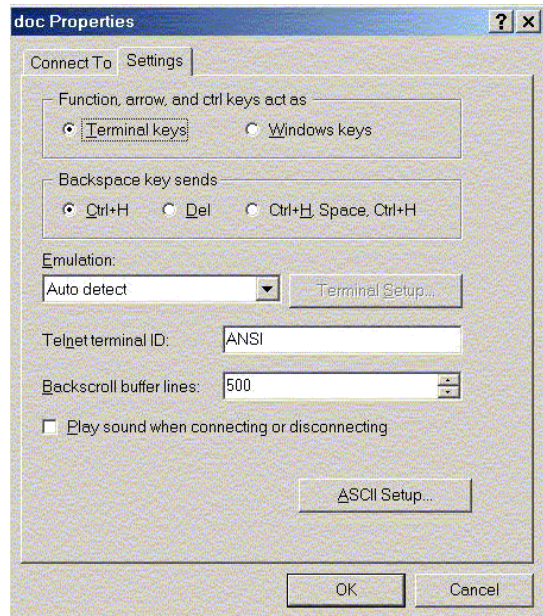 doc Properties
Connect To Settings
Function, arrow, and ctrl keys act as
Terminal keys Windows keys
Backspace key sends
Ctrl+H Del Ctrl+H, Space, Ctrl+H
Emulation:
Auto detect Terminal Setup...
Telnet terminal ID: ANSI
Backscroll buffer lines: 500
Play sound when connecting or disconnecting
ASCII Setup...
OK Cancel